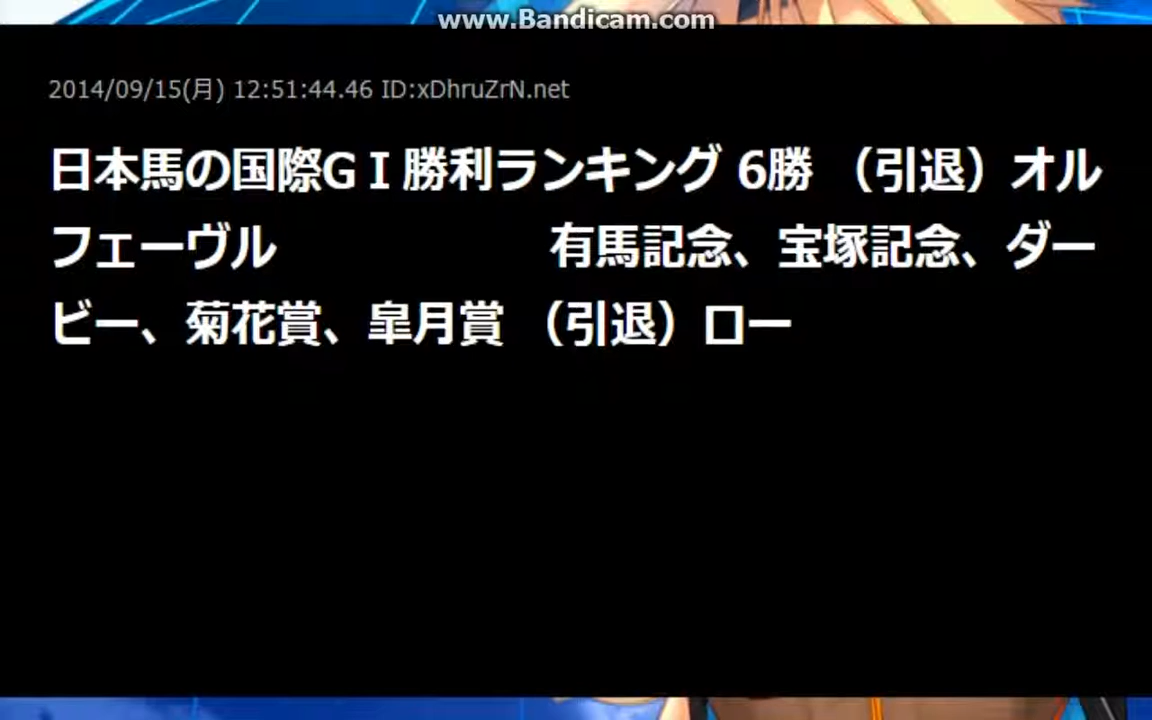 www.Bandicam.com
2014/09/15(月) 12:51:44.46 ID:xDhruZrN.net
日本馬の国際GⅠ勝利ランキング 6勝 （引退）オル
フェーヴル　　　　　　有馬記念、宝塚記念、ダー
ビー、菊花賞、皐月賞 （引退）ロー